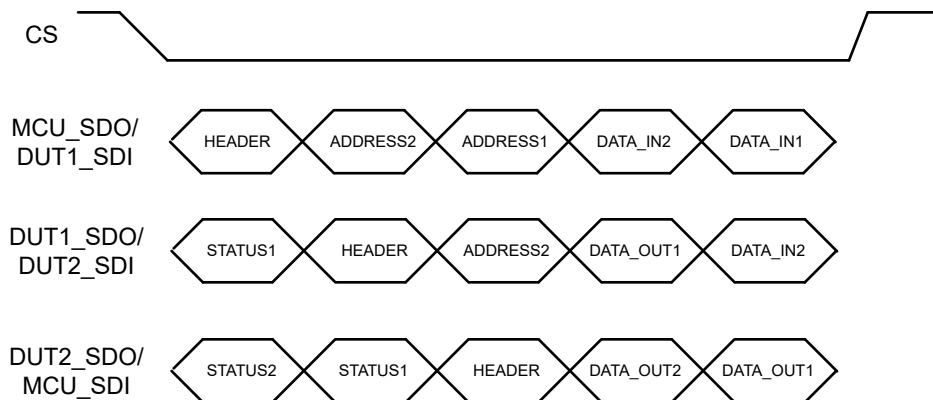 CS
MCU_SDO/
DUT1_SDI
HEADER ADDRESS2 ADDRESS1 DATA_IN2 DATA_IN1
DUT1_SDO/
DUT2_SDI
STATUS1 HEADER ADDRESS2 DATA_OUT1 DATA_IN2
DUT2_SDO/
MCU_SDI
STATUS2 STATUS1 HEADER DATA_OUT2 DATA_OUT1